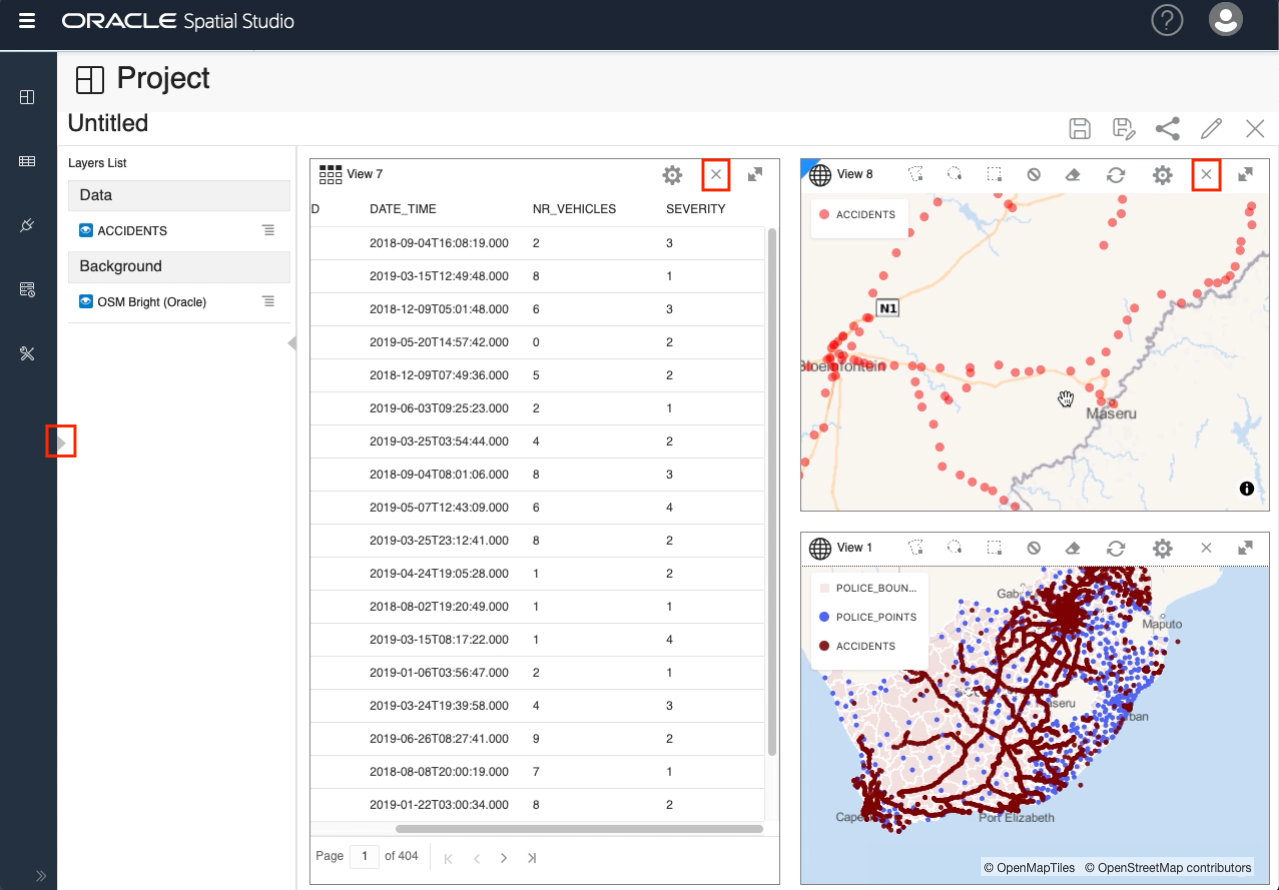 ORACLE Spatial Studio
Project
Untitled
Layers List
Data
ACCIDENTS
Background
OSM Bright (Oracle)
View 7
D DATE_TIME NR_VEHICLES SEVERITY
2018-09-04T16:08:19.000 2 3
2019-03-15T12:49:48.000 8 1
2018-12-09T05:01:48.000 6 3
2019-05-20T14:57:42.000 0 2
2018-12-09T07:49:36.000 5 2
2019-06-03T09:25:23.000 2 1
2019-03-25T03:54:44.000 4 2
2018-09-04T08:01:06.000 8 3
2019-05-07T12:43:09.000 6 4
2019-03-25T23:12:41.000 8 2
2019-04-24T19:05:28.000 1 2
2018-08-02T19:20:49.000 1 1
2019-03-15T08:17:22.000 1 4
2019-01-06T03:56:47.000 2 1
2019-03-24T19:39:58.000 4 3
2019-06-26T08:27:41.000 9 2
2018-08-08T20:00:19.000 7 1
2019-01-22T03:00:34.000 8 2
Page 1 of 404
View 8
ACCIDENTS
N1
Bloemfontein
Maseru
View 1
POLICE_BOUN...
POLICE_POINTS
ACCIDENTS
Gab
Maputo
aseru
rban
Cape
Port Elizabeth
© OpenMapTiles © OpenStreetMap contributors